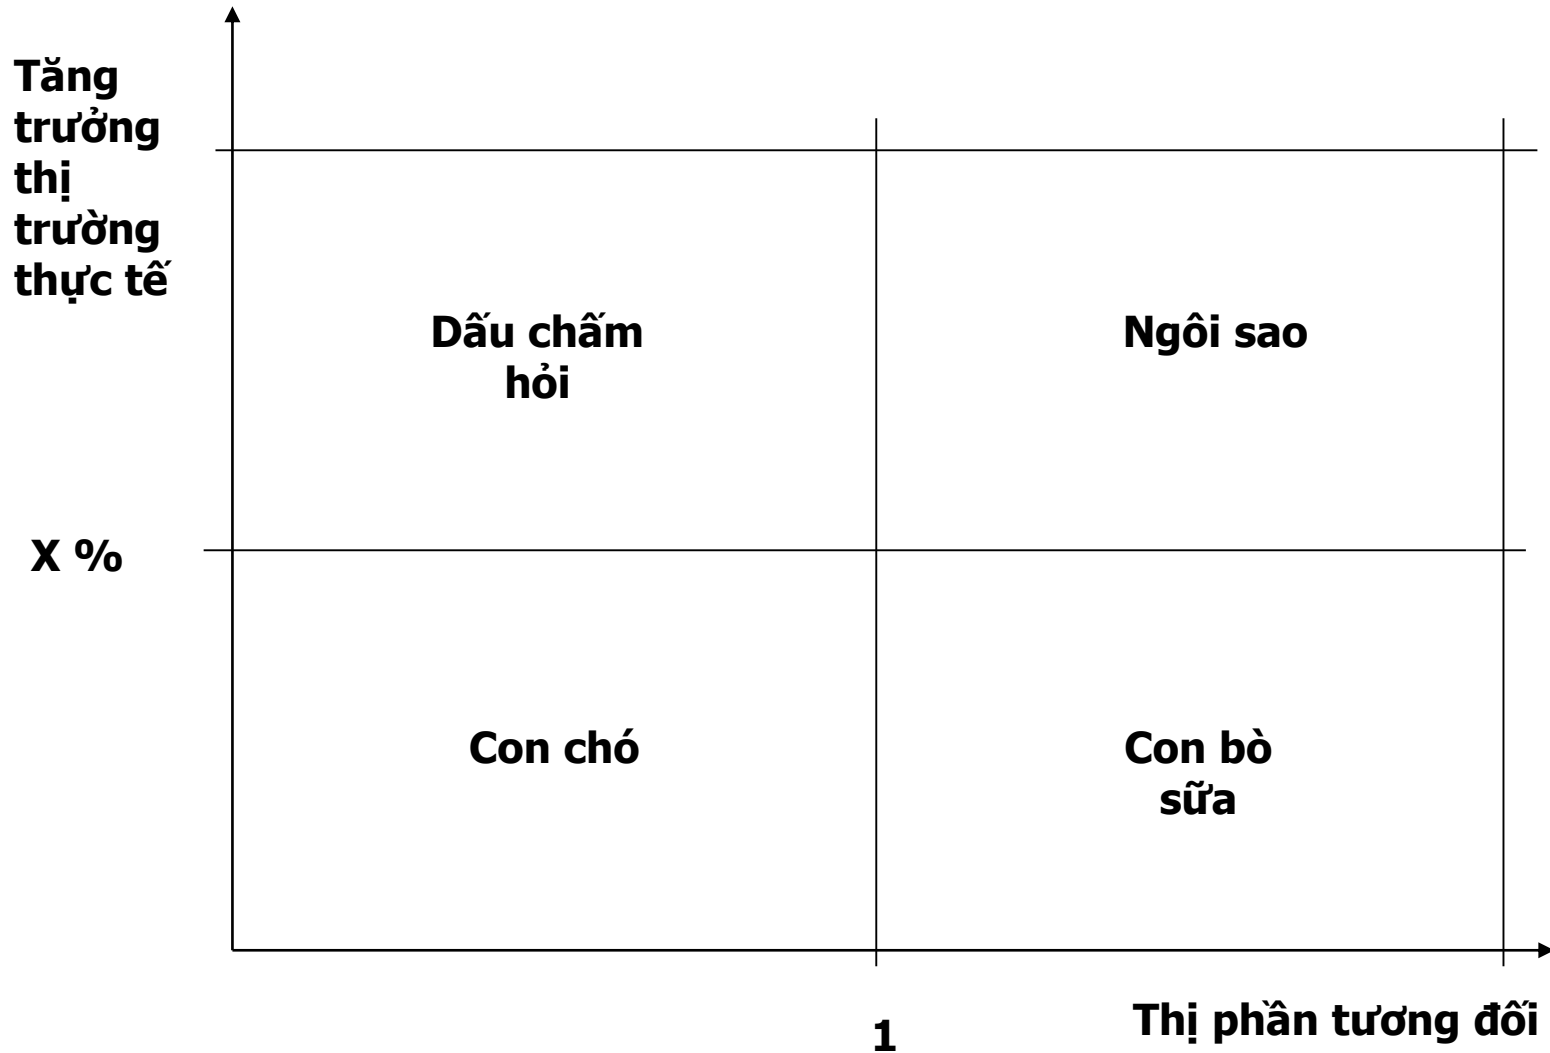 Tăng
trưởng
thị
trường
thực tế
Dấu chấm
hỏi
Ngôi sao
X %
Con chó
Con bò
sữa
1
Thị phần tương đối